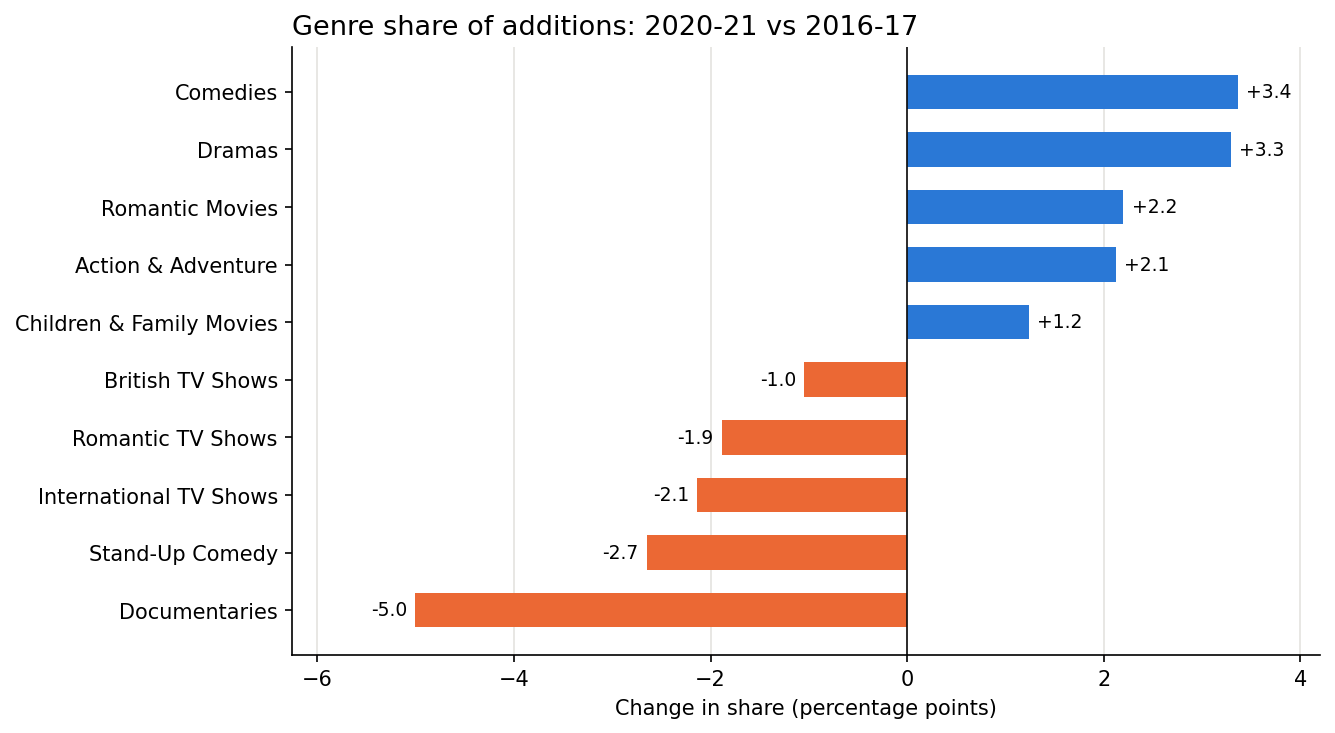 Genre share of additions: 2020-21 vs 2016-17
Comedies +3.4
Dramas +3.3
Romantic Movies +2.2
Action & Adventure +2.1
Children & Family Movies +1.2
British TV Shows -1.0
Romantic TV Shows -1.9
International TV Shows -2.1
Stand-Up Comedy -2.7
Documentaries -5.0
−6 −4 −2 0 2 4
Change in share (percentage points)